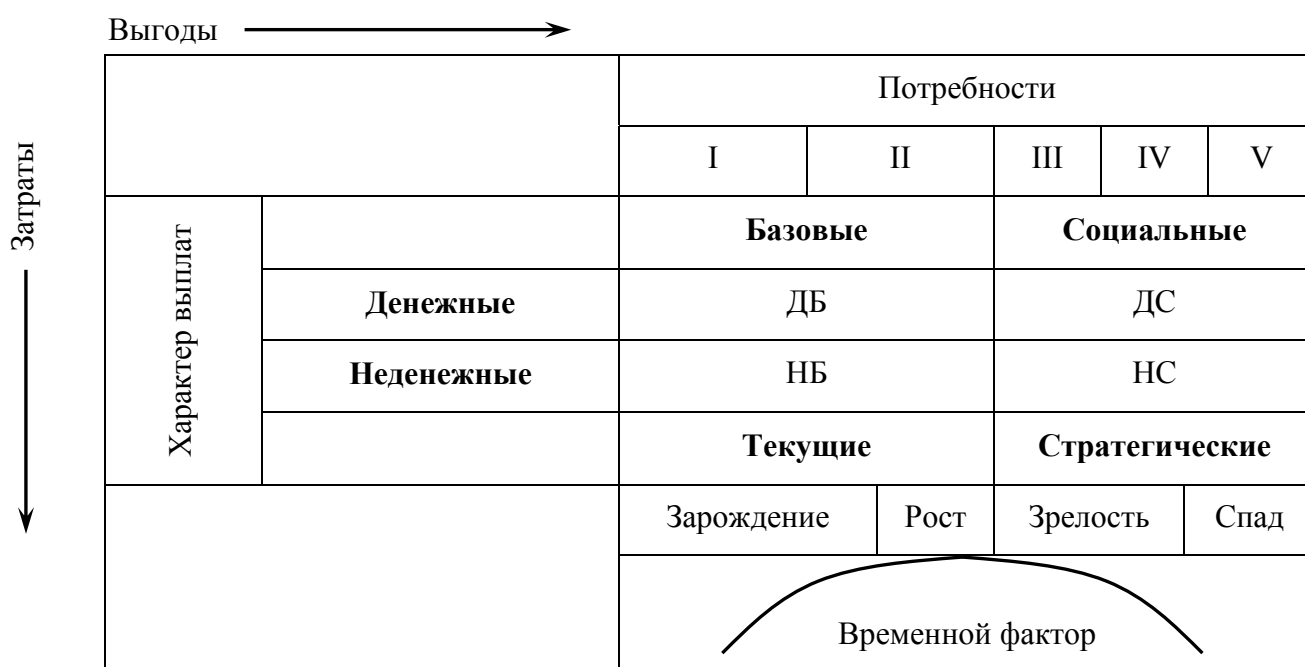 Выгоды
Затраты
Потребности
I II III IV V
Характер выплат
Базовые Социальные
Денежные ДБ ДС
Неденежные НБ НС
Текущие Стратегические
Зарождение Рост Зрелость Спад
Временной фактор